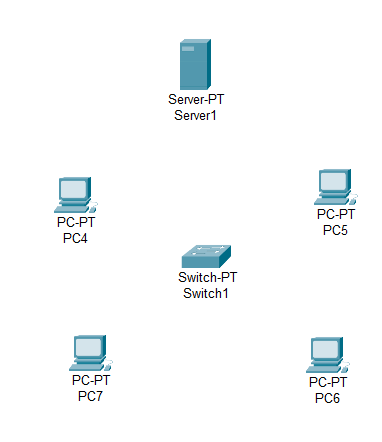 Server-PT
Server1
PC-PT
PC4
PC-PT
PC5
Switch-PT
Switch1
PC-PT
PC7
PC-PT
PC6